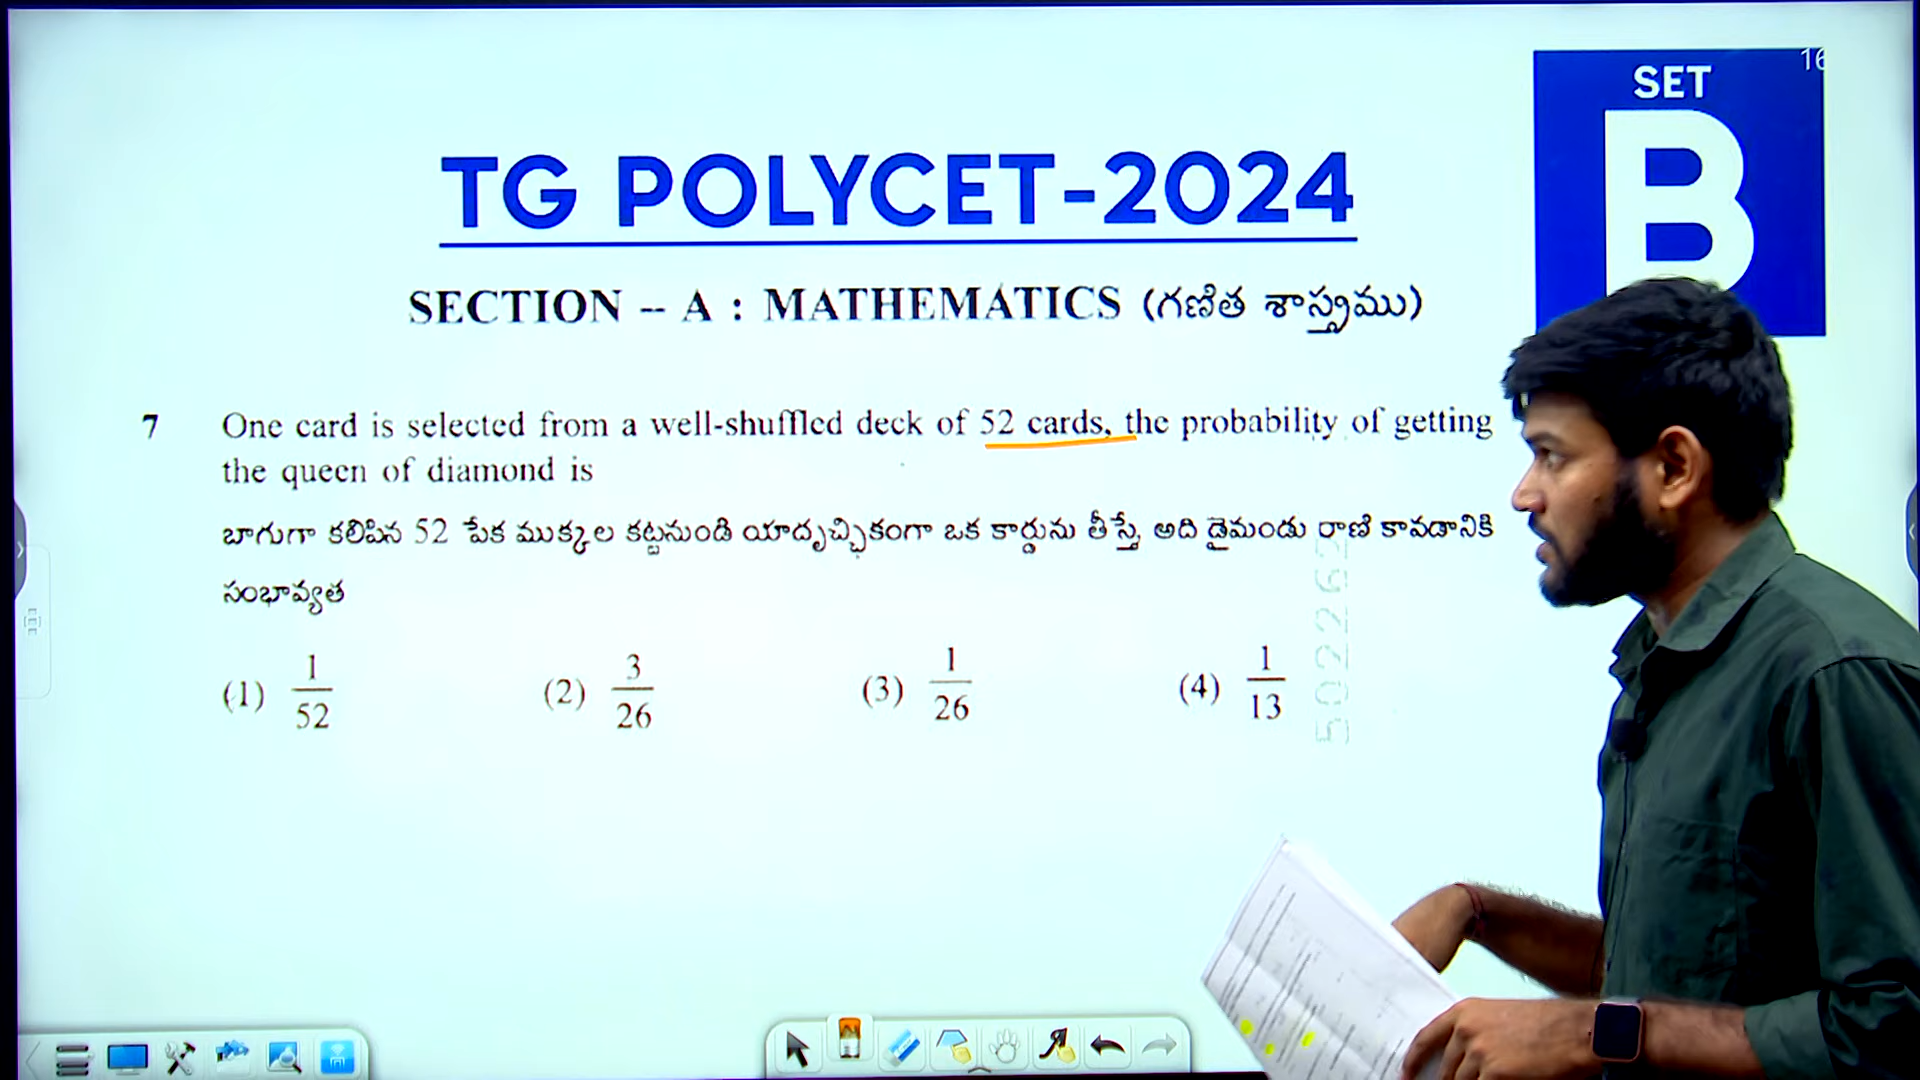 16
SET
B
TG POLYCET-2024
SECTION – A : MATHEMATICS (గణిత శాస్త్రము)
7 One card is selected from a well-shuffled deck of 52 cards, the probability of getting
the queen of diamond is
బాగుగా కలిపిన 52 పేక ముక్కల కట్టనుండి యాదృచ్ఛికంగా ఒక కార్డును తీస్తే, అది డైమండు రాణి కావడానికి
సంభావ్యత
(1) 1/52 (2) 3/26 (3) 1/26 (4) 1/13